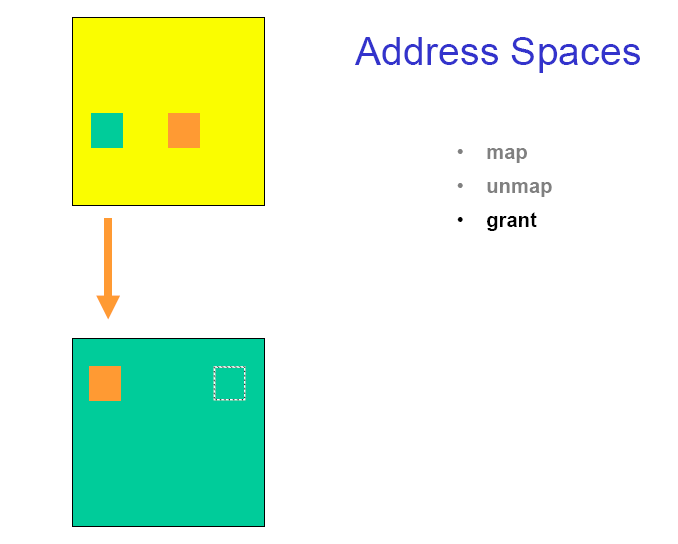 Address Spaces
• map
• unmap
• grant